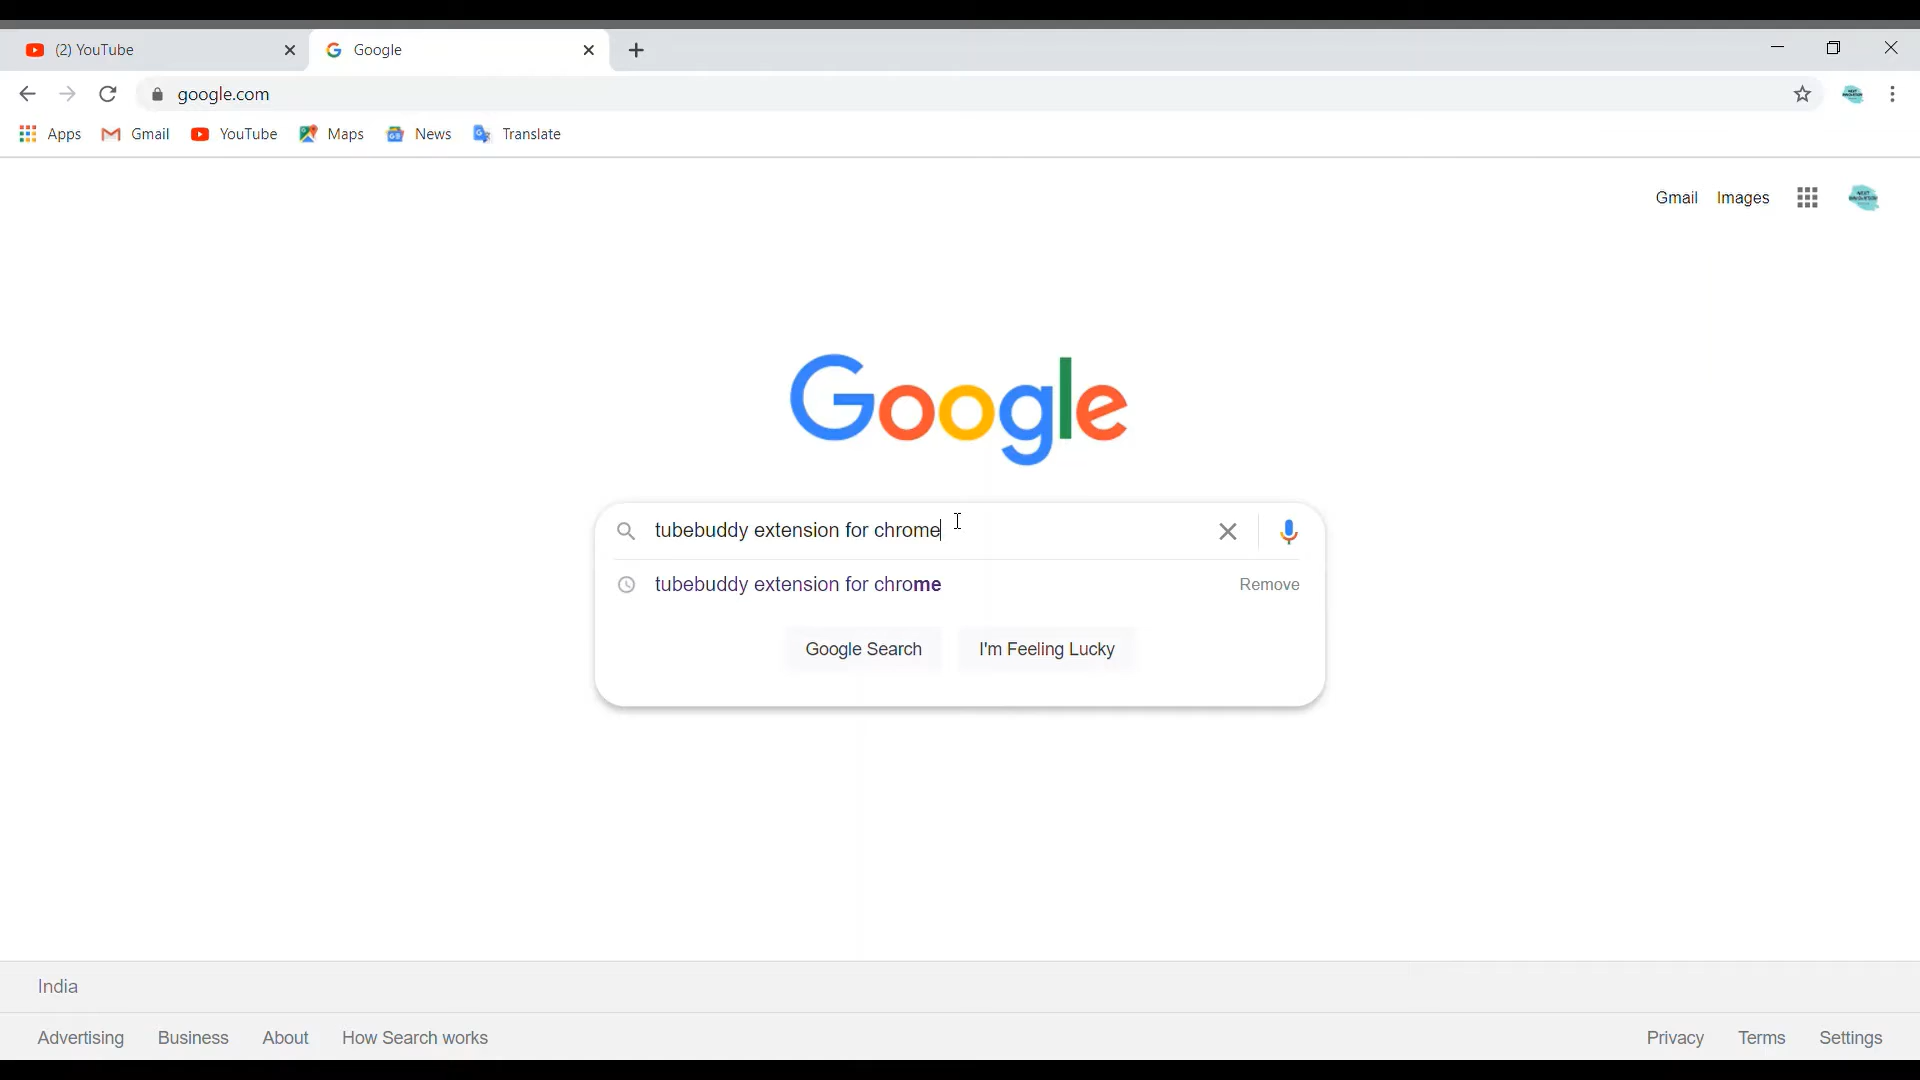 (2) YouTube
Google
google.com
Apps
Gmail
YouTube
Maps
News
Translate
Gmail
Images
Google
tubebuddy extension for chrome
tubebuddy extension for chrome
Remove
Google Search
I'm Feeling Lucky
India
Advertising
Business
About
How Search works
Privacy
Terms
Settings